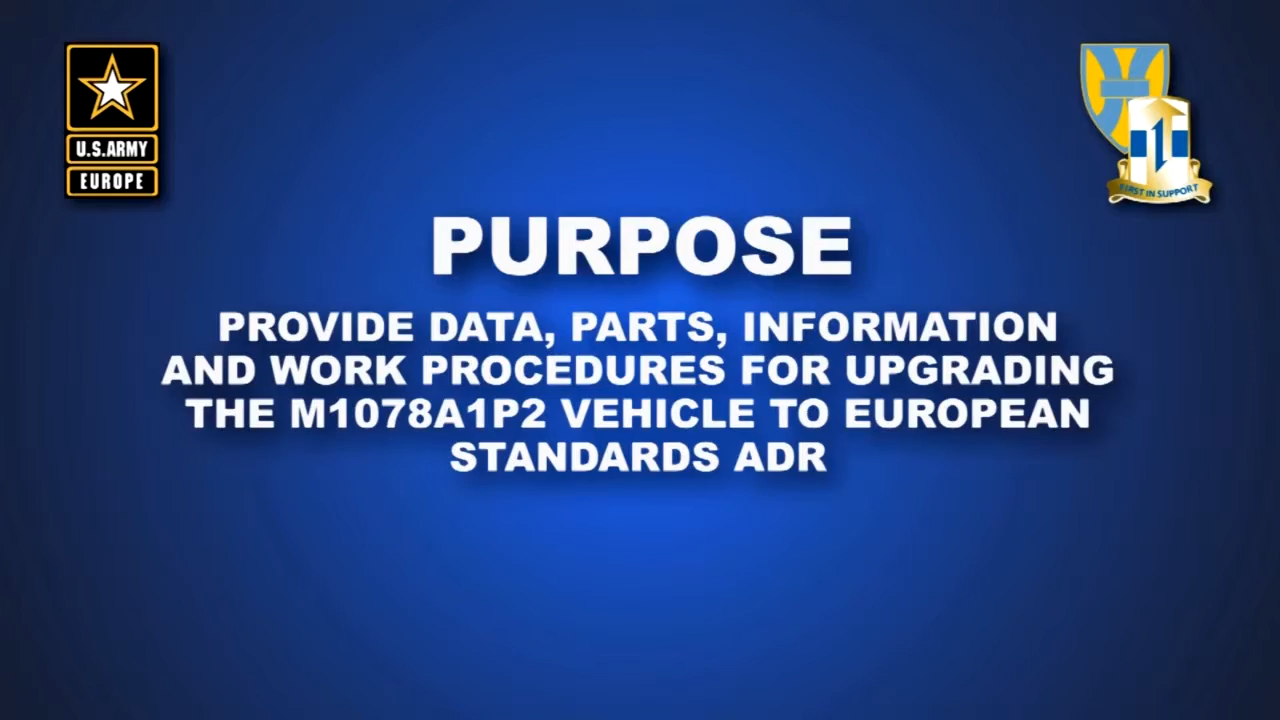 U.S.ARMY
EUROPE
FIRST IN SUPPORT
PURPOSE
PROVIDE DATA, PARTS, INFORMATION
AND WORK PROCEDURES FOR UPGRADING
THE M1078A1P2 VEHICLE TO EUROPEAN
STANDARDS ADR